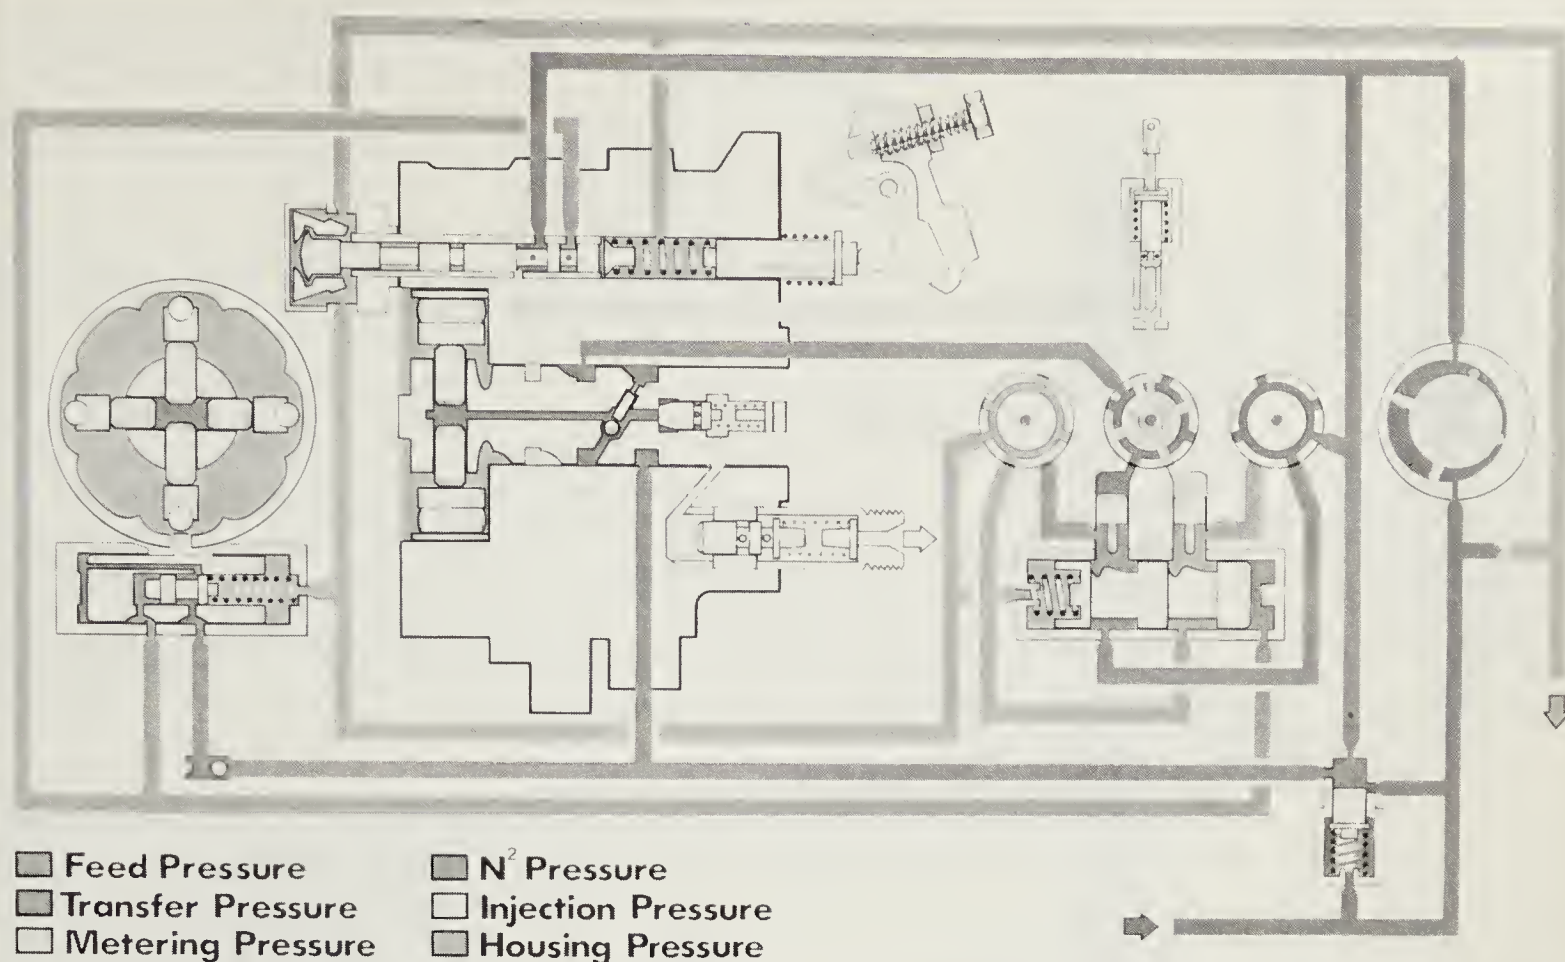 Feed Pressure
Transfer Pressure
Metering Pressure
N² Pressure
Injection Pressure
Housing Pressure